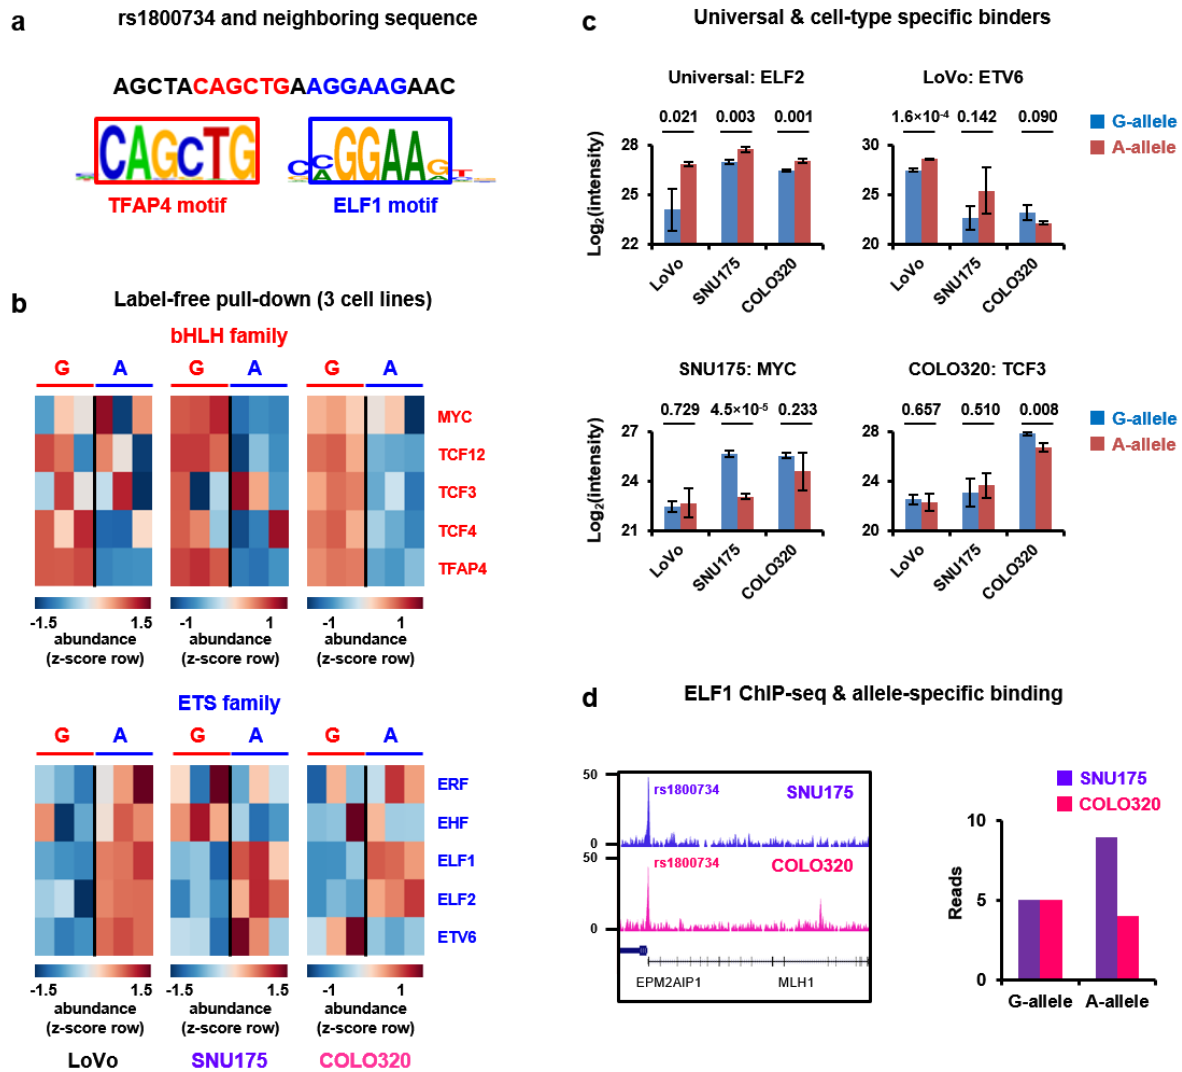 a
rs1800734 and neighboring sequence
AGCTACAGCTGAAGGAAGAAC
CAGCTG
CCGGAAGT
A
TFAP4 motif
ELF1 motif
b
Label-free pull-down (3 cell lines)
bHLH family
G A G A G A
MYC
TCF12
TCF3
TCF4
TFAP4
-1.5 1.5 -1 1 -1 1
abundance abundance abundance
(z-score row) (z-score row) (z-score row)
ETS family
G A G A G A
ERF
EHF
ELF1
ELF2
ETV6
-1.5 1.5 -1.5 1.5 -1 1
abundance abundance abundance
(z-score row) (z-score row) (z-score row)
LoVo SNU175 COLO320
c
Universal & cell-type specific binders
Universal: ELF2
0.021 0.003 0.001
Log2(intensity)
28
25
22
LoVo SNU175 COLO320
LoVo: ETV6
1.6×10-4 0.142 0.090
30
25
20
LoVo SNU175 COLO320
G-allele
A-allele
SNU175: MYC
0.729 4.5×10-5 0.233
Log2(intensity)
27
24
21
LoVo SNU175 COLO320
COLO320: TCF3
0.657 0.510 0.008
28
24
20
LoVo SNU175 COLO320
G-allele
A-allele
d
ELF1 ChIP-seq & allele-specific binding
50
rs1800734 SNU175
0
50
rs1800734 COLO320
0
EPM2AIP1 MLH1
SNU175
COLO320
Reads
10
5
0
G-allele A-allele